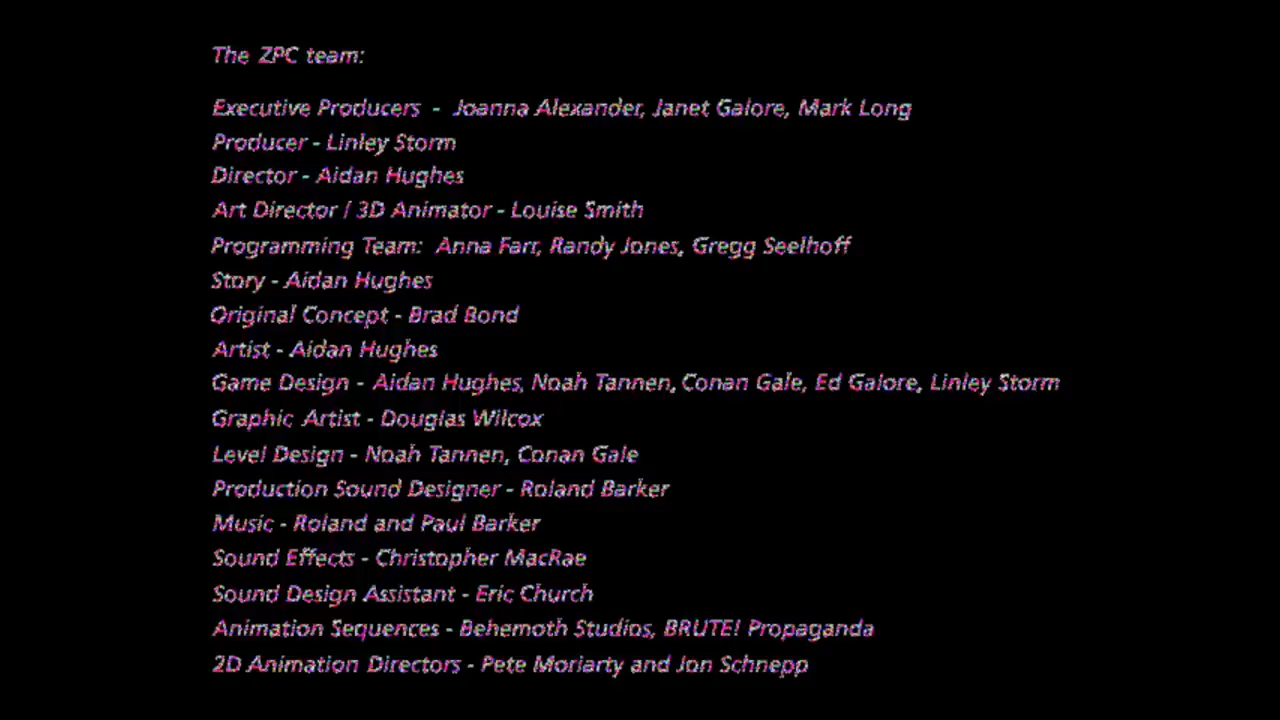 The ZPC team:
Executive Producers - Joanna Alexander, Janet Galore, Mark Long
Producer - Linley Storm
Director - Aidan Hughes
Art Director / 3D Animator - Louise Smith
Programming Team: Anna Farr, Randy Jones, Gregg Seelhoff
Story - Aidan Hughes
Original Concept - Brad Bond
Artist - Aidan Hughes
Game Design - Aidan Hughes, Noah Tannen, Conan Gale, Ed Galore, Linley Storm
Graphic Artist - Douglas Wilcox
Level Design - Noah Tannen, Conan Gale
Production Sound Designer - Roland Barker
Music - Roland and Paul Barker
Sound Effects - Christopher MacRae
Sound Design Assistant - Eric Church
Animation Sequences - Behemoth Studios, BRUTE! Propaganda
2D Animation Directors - Pete Moriarty and Jon Schnepp